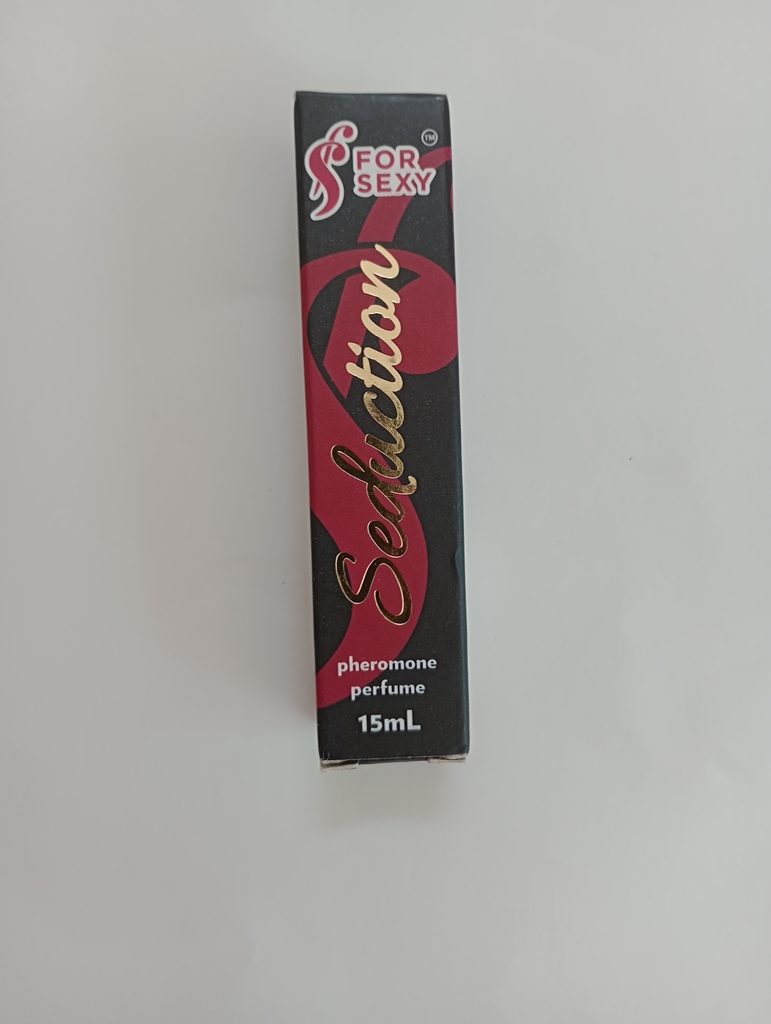 FOR
SEXY
TM
Seduction
pheromone
perfume
15mL